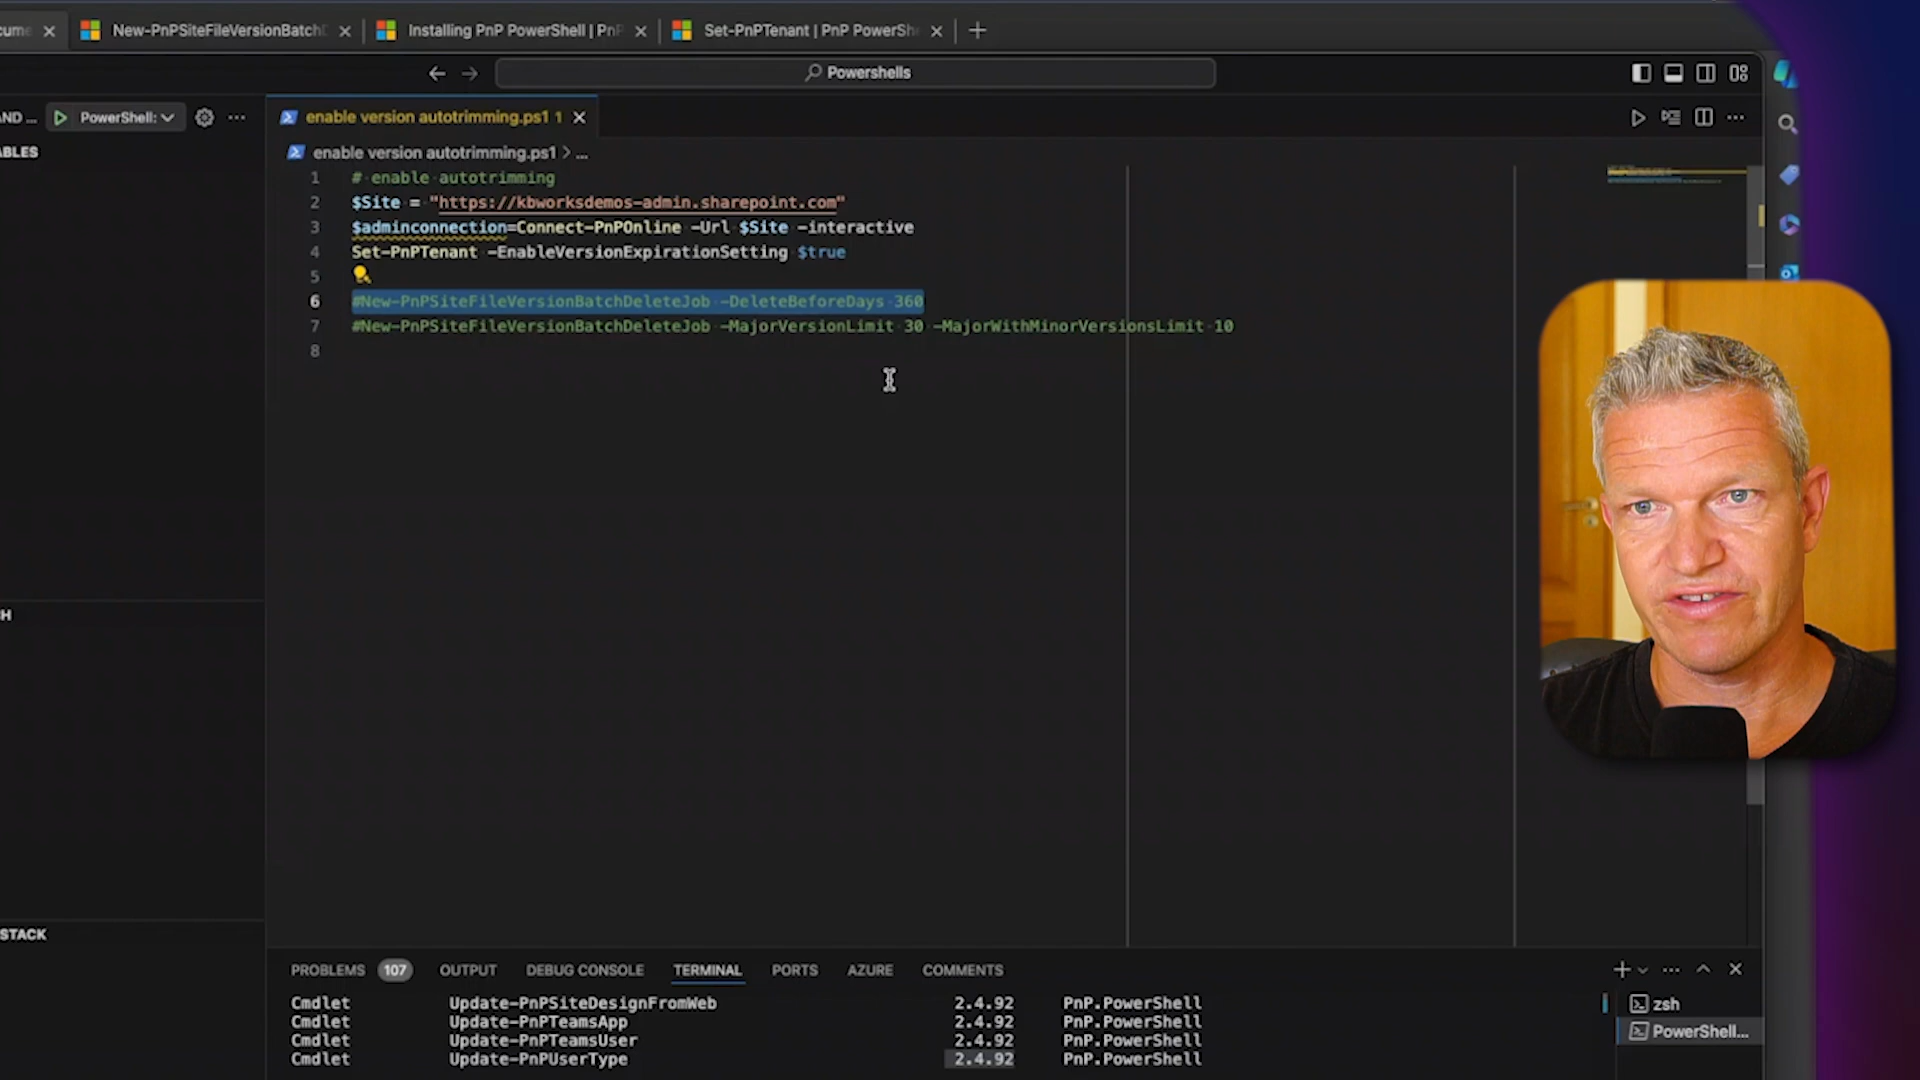 New-PnPSiteFileVersionBatchD
Installing PnP PowerShell | PnP
Set-PnPTenant | PnP PowerShe
Powershells
AND ...
PowerShell:
enable version autotrimming.ps1 1
ABLES
enable version autotrimming.ps1 > ...
1 # enable autotrimming
2 $Site = "https://kbworksdemos-admin.sharepoint.com"
3 $adminconnection=Connect-PnPOnline -Url $Site -interactive
4 Set-PnPTenant -EnableVersionExpirationSetting $true
5
6 #New-PnPSiteFileVersionBatchDeleteJob -DeleteBeforeDays 360
7 #New-PnPSiteFileVersionBatchDeleteJob -MajorVersionLimit 30 -MajorWithMinorVersionsLimit 10
8
H
STACK
PROBLEMS 107 OUTPUT DEBUG CONSOLE TERMINAL PORTS AZURE COMMENTS
Cmdlet Update-PnPSiteDesignFromWeb 2.4.92 PnP.PowerShell
Cmdlet Update-PnPTeamsApp 2.4.92 PnP.PowerShell
Cmdlet Update-PnPTeamsUser 2.4.92 PnP.PowerShell
Cmdlet Update-PnPUserType 2.4.92 PnP.PowerShell
zsh
PowerShell...